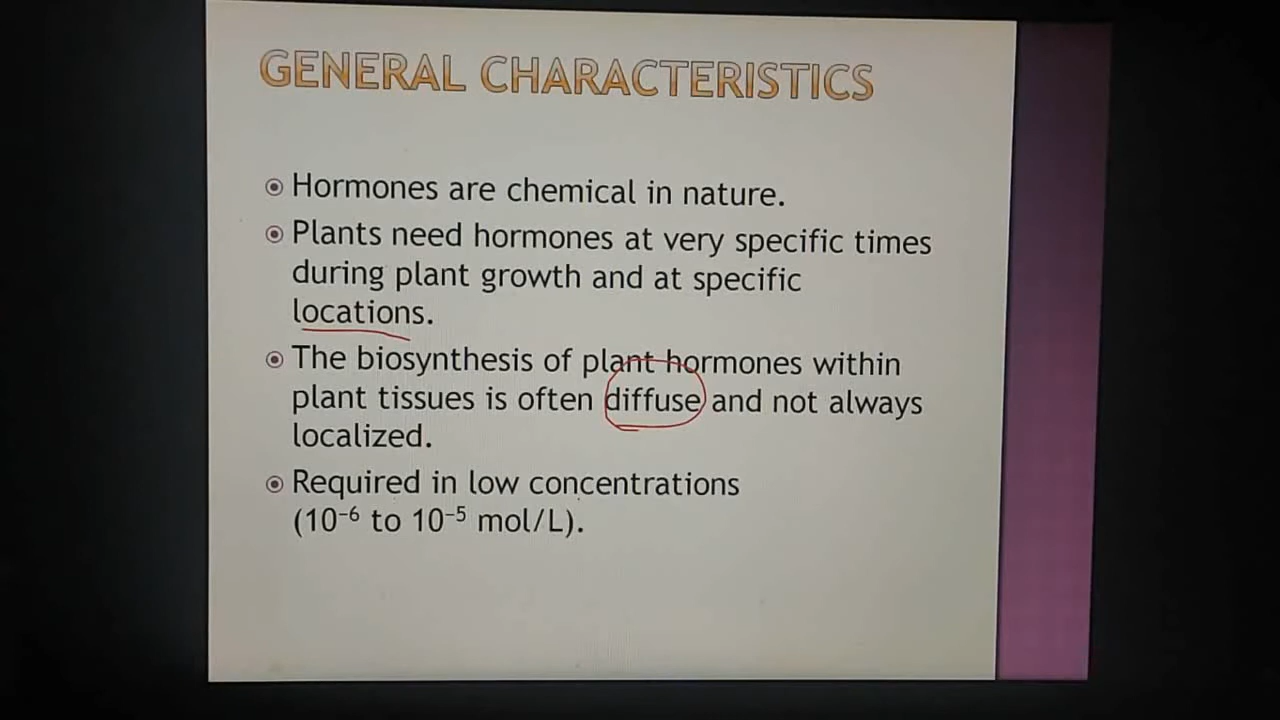 GENERAL CHARACTERISTICS
Hormones are chemical in nature.
Plants need hormones at very specific times
during plant growth and at specific
locations.
The biosynthesis of plant hormones within
plant tissues is often diffuse and not always
localized.
Required in low concentrations
(10⁻⁶ to 10⁻⁵ mol/L).